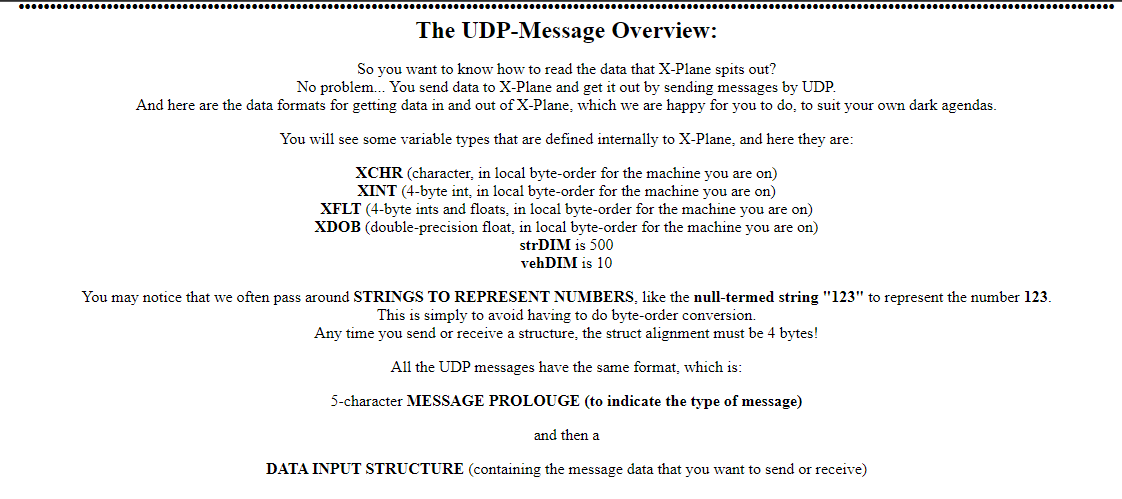 The UDP-Message Overview:
So you want to know how to read the data that X-Plane spits out?
No problem... You send data to X-Plane and get it out by sending messages by UDP.
And here are the data formats for getting data in and out of X-Plane, which we are happy for you to do, to suit your own dark agendas.
You will see some variable types that are defined internally to X-Plane, and here they are:
XCHR (character, in local byte-order for the machine you are on)
XINT (4-byte int, in local byte-order for the machine you are on)
XFLT (4-byte ints and floats, in local byte-order for the machine you are on)
XDOB (double-precision float, in local byte-order for the machine you are on)
strDIM is 500
vehDIM is 10
You may notice that we often pass around STRINGS TO REPRESENT NUMBERS, like the null-termed string "123" to represent the number 123.
This is simply to avoid having to do byte-order conversion.
Any time you send or receive a structure, the struct alignment must be 4 bytes!
All the UDP messages have the same format, which is:
5-character MESSAGE PROLOUGE (to indicate the type of message)
and then a
DATA INPUT STRUCTURE (containing the message data that you want to send or receive)